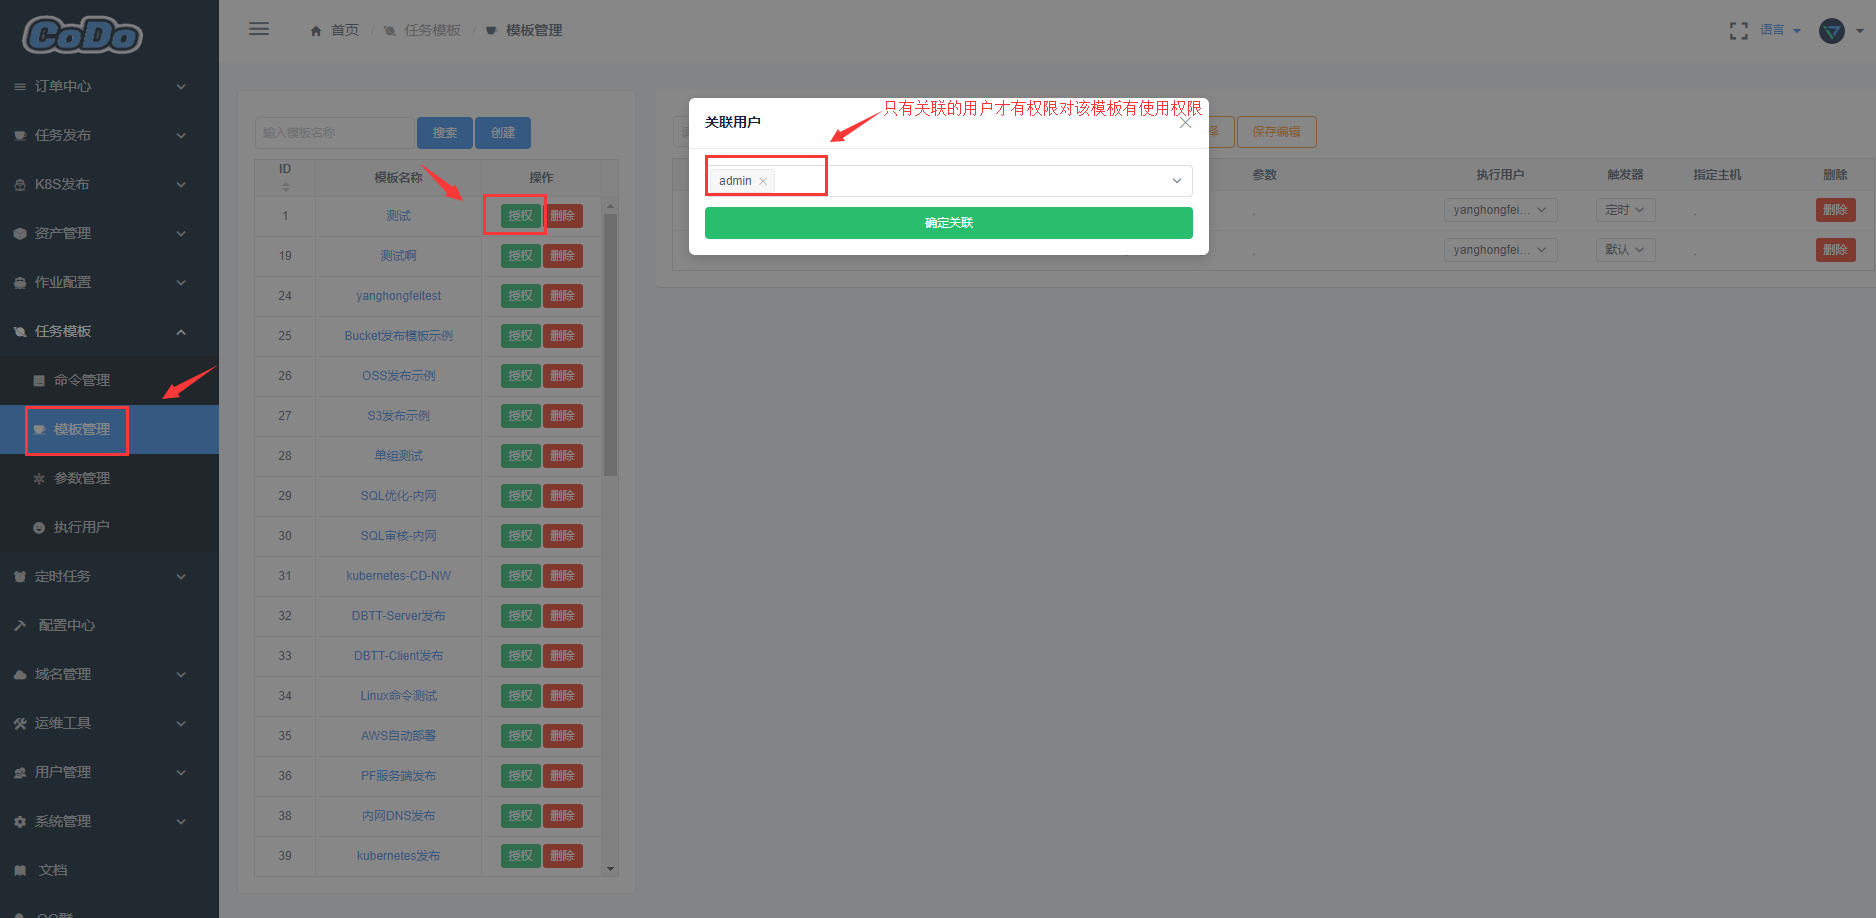 CoDo
首页 / 任务模板 / 模板管理
语言
订单中心
任务发布
K8S发布
资产管理
作业配置
任务模板
命令管理
模板管理
参数管理
执行用户
定时任务
配置中心
域名管理
运维工具
用户管理
系统管理
文档
输入模板名称 搜索 创建
ID 模板名称 操作
1 测试 授权 删除
19 测试啊 授权 删除
24 yanghongfeitest 授权 删除
25 Bucket发布模板示例 授权 删除
26 OSS发布示例 授权 删除
27 S3发布示例 授权 删除
28 单组测试 授权 删除
29 SQL优化-内网 授权 删除
30 SQL审核-内网 授权 删除
31 kubernetes-CD-NW 授权 删除
32 DBTT-Server发布 授权 删除
33 DBTT-Client发布 授权 删除
34 Linux命令测试 授权 删除
35 AWS自动部署 授权 删除
36 PF服务端发布 授权 删除
38 内网DNS发布 授权 删除
39 kubernetes发布 授权 删除
只有关联的用户才有权限对该模板有使用权限
关联用户
admin
确定关联
保存编辑
参数 执行用户 触发器 指定主机 删除
. yanghongfei... 定时 . 删除
. yanghongfei... 默认 . 删除